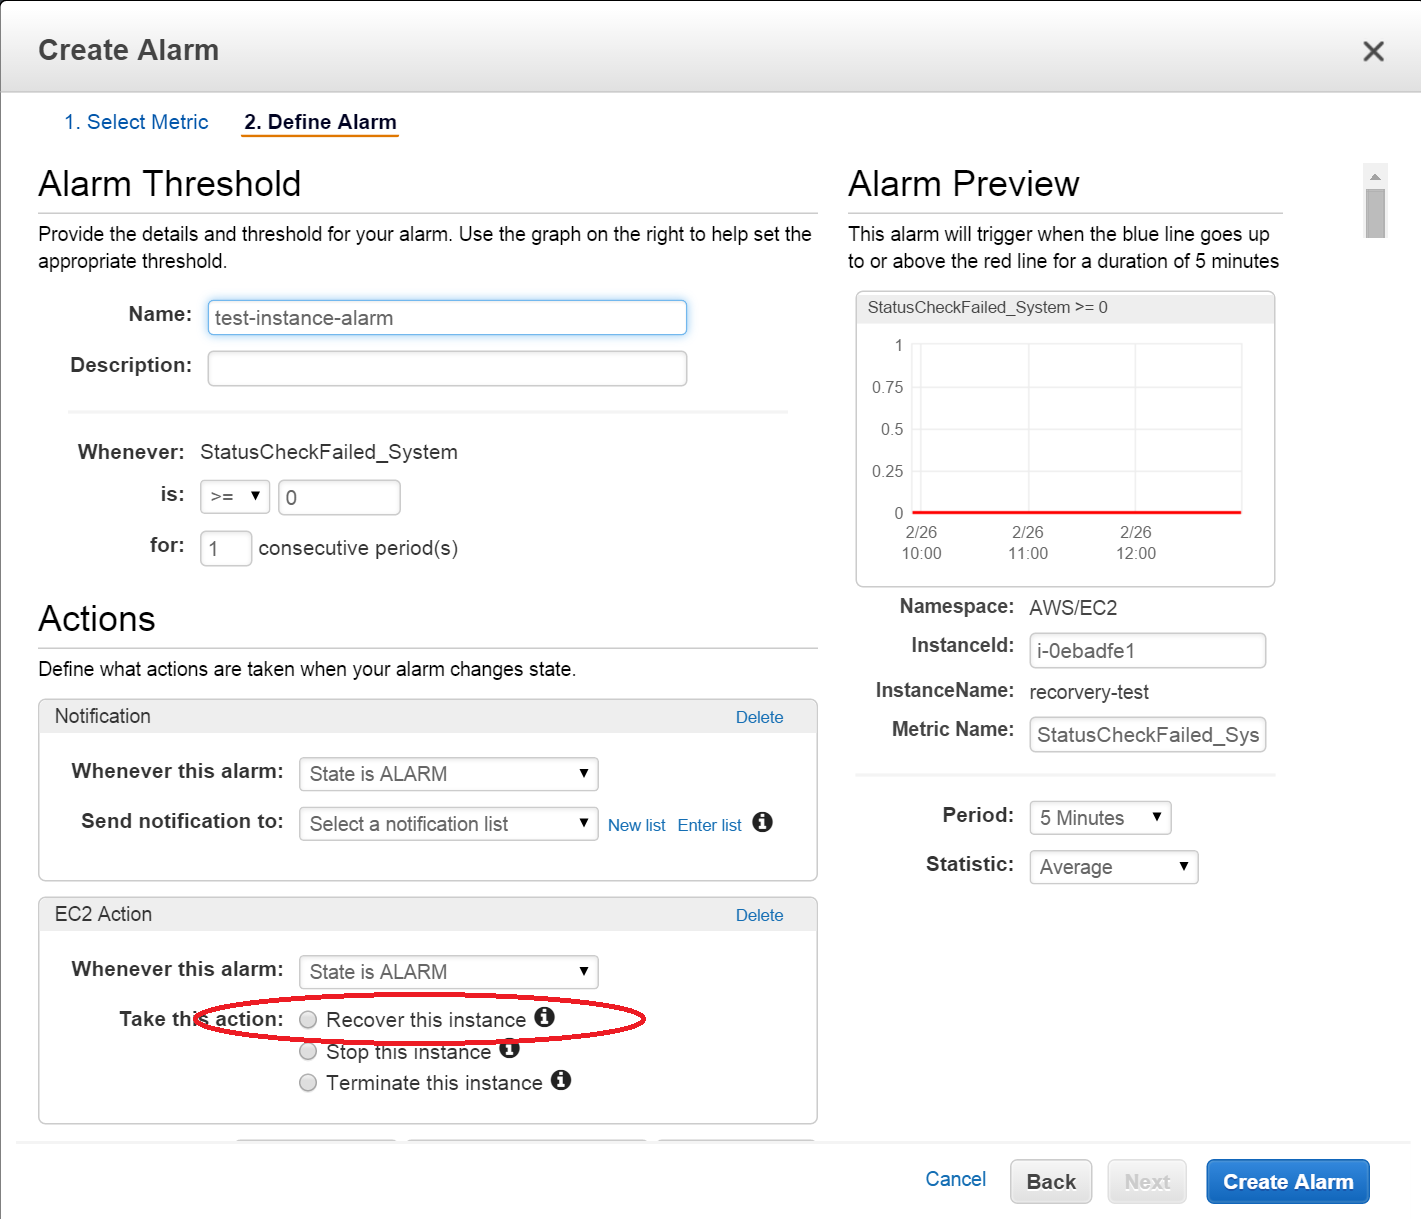 Create Alarm
1. Select Metric
2. Define Alarm
Alarm Threshold
Provide the details and threshold for your alarm. Use the graph on the right to help set the
appropriate threshold.
Name: test-instance-alarm
Description:
Whenever: StatusCheckFailed_System
is: >= 0
for: 1 consecutive period(s)
Actions
Define what actions are taken when your alarm changes state.
Notification Delete
Whenever this alarm: State is ALARM
Send notification to: Select a notification list New list Enter list
EC2 Action Delete
Whenever this alarm: State is ALARM
Take this action: Recover this instance
Stop this instance
Terminate this instance
Alarm Preview
This alarm will trigger when the blue line goes up
to or above the red line for a duration of 5 minutes
StatusCheckFailed_System >= 0
1
0.75
0.5
0.25
0
2/26 2/26 2/26
10:00 11:00 12:00
Namespace: AWS/EC2
InstanceId: i-0ebadfe1
InstanceName: recorvery-test
Metric Name: StatusCheckFailed_Sys
Period: 5 Minutes
Statistic: Average
Cancel Back Next Create Alarm